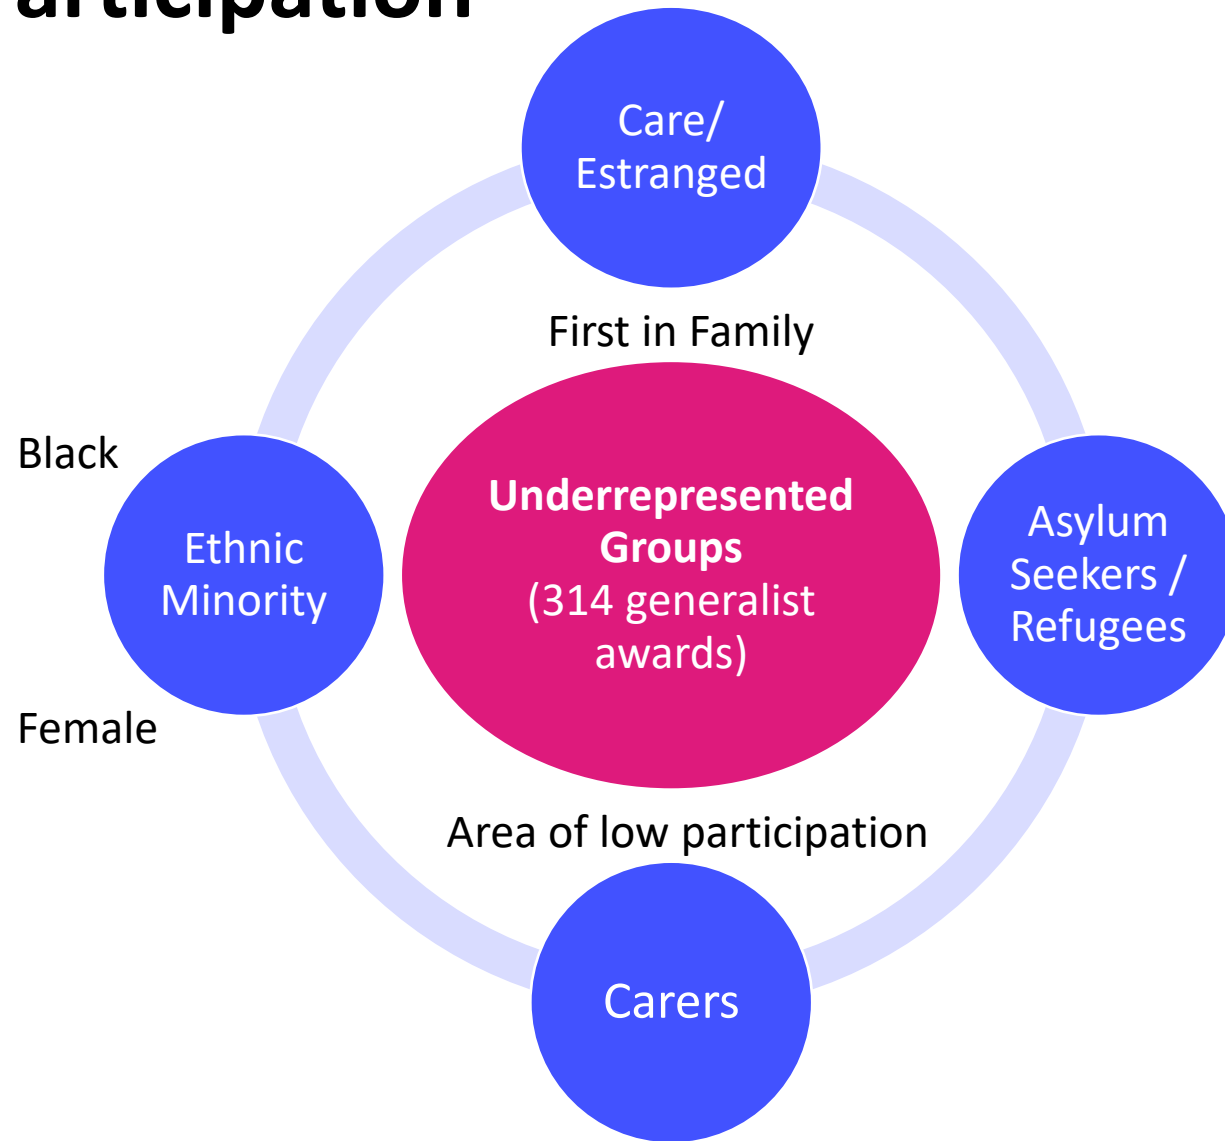 articipation
Care/
Estranged
First in Family
Black
Ethnic
Minority
Underrepresented
Groups
(314 generalist
awards)
Asylum
Seekers /
Refugees
Female
Area of low participation
Carers